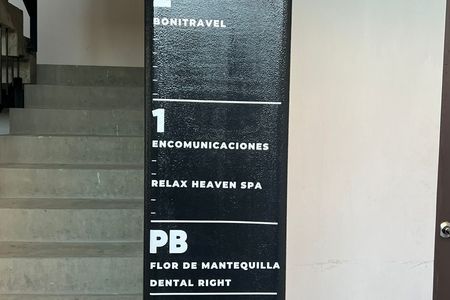 BONITRAVEL
1
ENCOMUNICACIONES
RELAX HEAVEN SPA
PB
FLOR DE MANTEQUILLA
DENTAL RIGHT